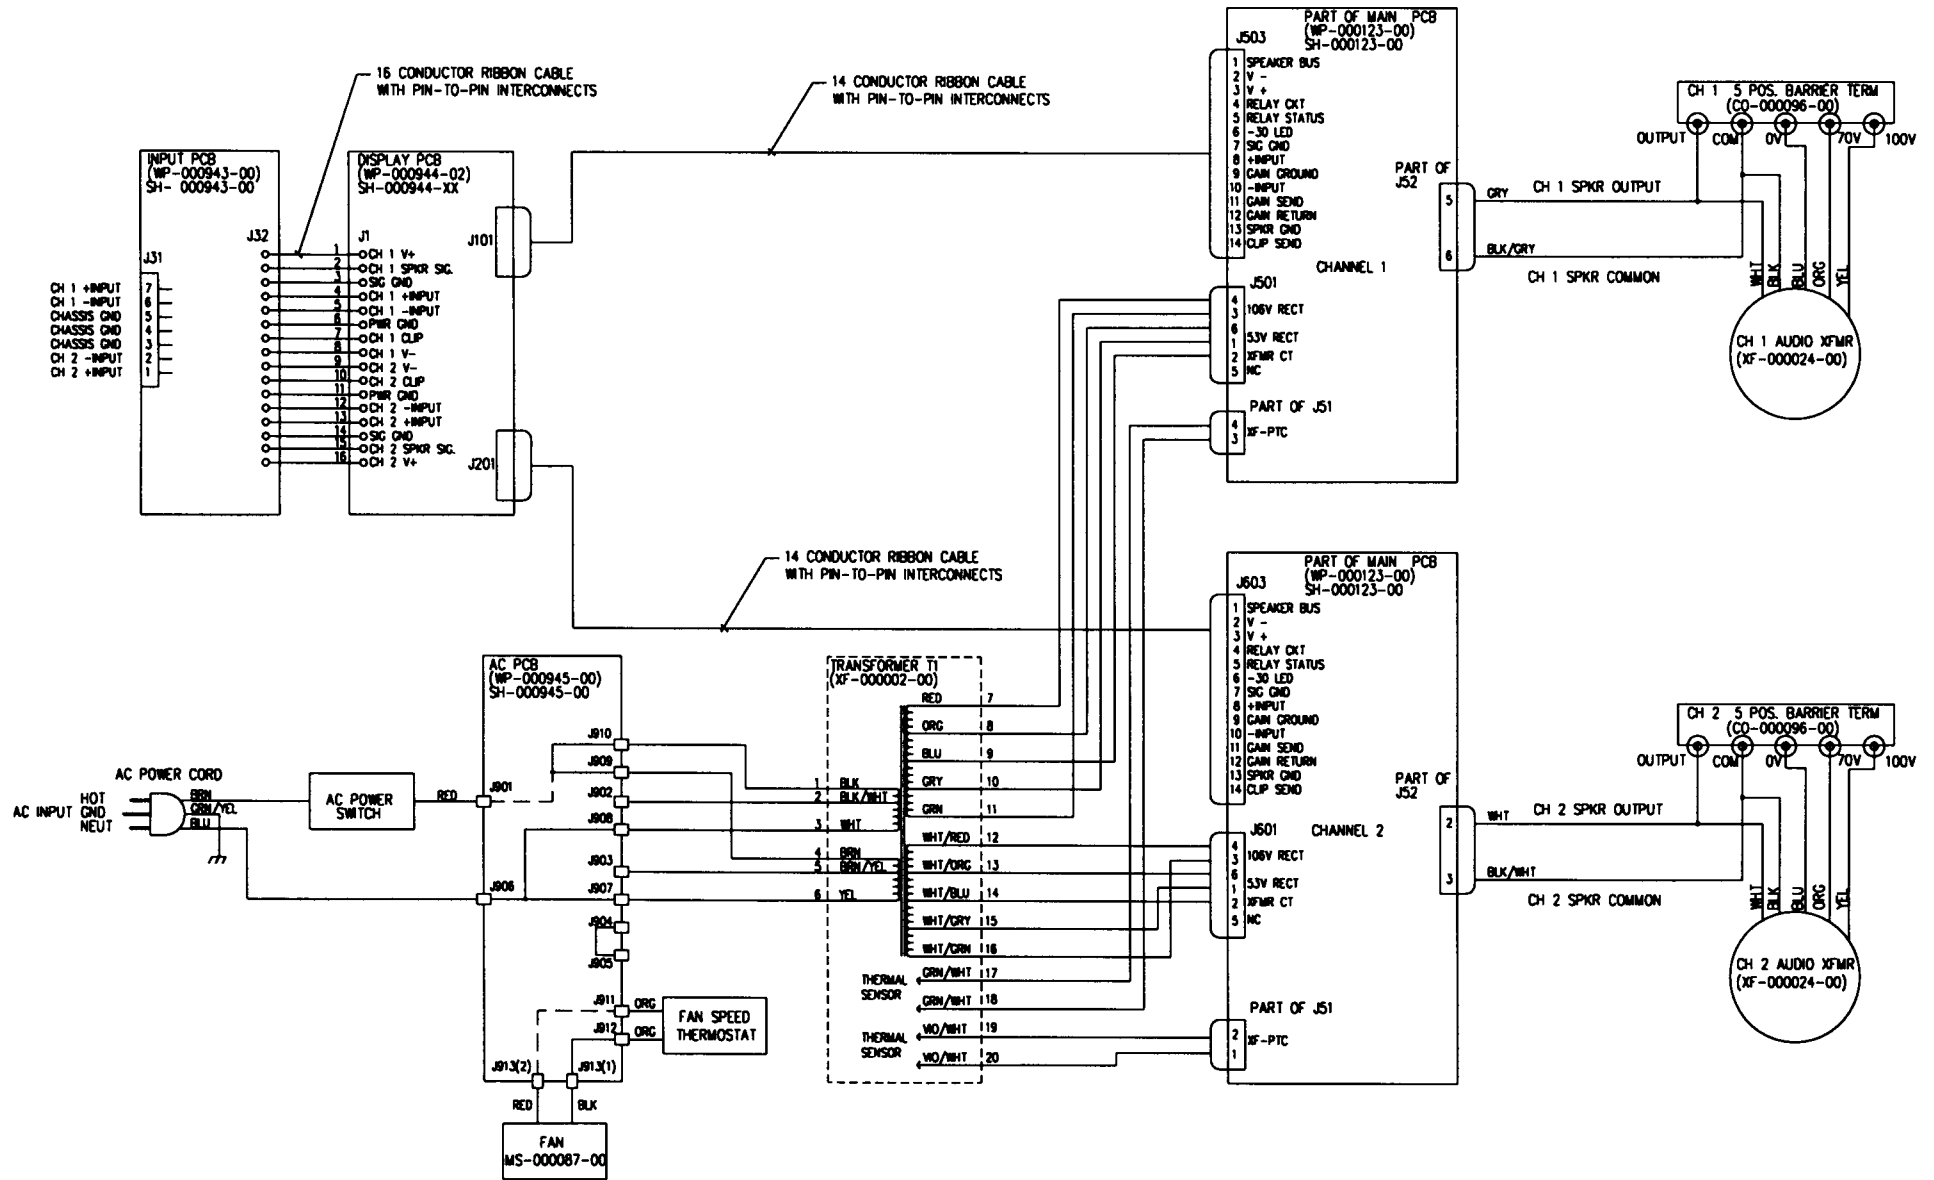 16 CONDUCTOR RIBBON CABLE
WITH PIN-TO-PIN INTERCONNECTS
14 CONDUCTOR RIBBON CABLE
WITH PIN-TO-PIN INTERCONNECTS
INPUT PCB
(WP-000943-00)
SH- 000943-00
J31
CH 1 +INPUT 7
CH 1 -INPUT 6
CHASSIS GND 5
CHASSIS GND 4
CHASSIS GND 3
CH 2 -INPUT 2
CH 2 +INPUT 1
J32
DISPLAY PCB
(WP-000944-02)
SH-000944-XX
J1
1 CH 1 V+
2 CH 1 SPKR SIG.
3 SIG GND
4 CH 1 +INPUT
5 CH 1 -INPUT
6 PWR GND
7 CH 1 CLIP
8 CH 1 V-
9 CH 2 V-
10 CH 2 CLIP
11 PWR GND
12 CH 2 -INPUT
13 CH 2 +INPUT
14 SIG GND
15 CH 2 SPKR SIG.
16 CH 2 V+
J101
J201
PART OF MAIN PCB
(WP-000123-00)
SH-000123-00
J503
1 SPEAKER BUS
2 V -
3 V +
4 RELAY CKT
5 RELAY STATUS
6 -30 LED
7 SIG GND
8 +INPUT
9 GAIN GROUND
10 -INPUT
11 GAIN SEND
12 GAIN RETURN
13 SPKR GND
14 CLIP SEND
CHANNEL 1
J501
4
3
106V RECT
6
1
53V RECT
2 XFMR CT
5 NC
PART OF J51
4
3
XF-PTC
PART OF
J52
5
6
GRY
CH 1 SPKR OUTPUT
BLK/GRY
CH 1 SPKR COMMON
CH 1 5 POS. BARRIER TERM
(CO-000096-00)
OUTPUT
COM
0V
70V
100V
WHT
BLK
BLU
ORG
YEL
CH 1 AUDIO XFMR
(XF-000024-00)
14 CONDUCTOR RIBBON CABLE
WITH PIN-TO-PIN INTERCONNECTS
PART OF MAIN PCB
(WP-000123-00)
SH-000123-00
J603
1 SPEAKER BUS
2 V -
3 V +
4 RELAY CKT
5 RELAY STATUS
6 -30 LED
7 SIG GND
8 +INPUT
9 GAIN GROUND
10 -INPUT
11 GAIN SEND
12 GAIN RETURN
13 SPKR GND
14 CLIP SEND
J601
CHANNEL 2
4
3
106V RECT
6
1
53V RECT
2 XFMR CT
5 NC
PART OF J51
2
1
XF-PTC
PART OF
J52
2
3
WHT
CH 2 SPKR OUTPUT
BLK/WHT
CH 2 SPKR COMMON
CH 2 5 POS. BARRIER TERM
(CO-000096-00)
OUTPUT
COM
0V
70V
100V
WHT
BLK
BLU
ORG
YEL
CH 2 AUDIO XFMR
(XF-000024-00)
AC POWER CORD
AC INPUT
HOT
GND
NEUT
BRN
GRN/YEL
BLU
AC POWER
SWITCH
RED
AC PCB
(WP-000945-00)
SH-000945-00
J901
J906
J910
J909
J902
J908
J903
J907
J904
J905
J911
J912
J913(2)
J913(1)
ORG
ORG
FAN SPEED
THERMOSTAT
RED
BLK
FAN
MS-000087-00
TRANSFORMER T1
(XF-000002-00)
1 BLK
2 BLK/WHT
3 WHT
4 BRN
5 BRN/YEL
6 YEL
RED 7
ORG 8
BLU 9
GRY 10
GRN 11
WHT/RED 12
WHT/ORG 13
WHT/BLU 14
WHT/GRY 15
WHT/GRN 16
THERMAL
SENSOR
GRN/WHT 17
GRN/WHT 18
THERMAL
SENSOR
VIO/WHT 19
VIO/WHT 20